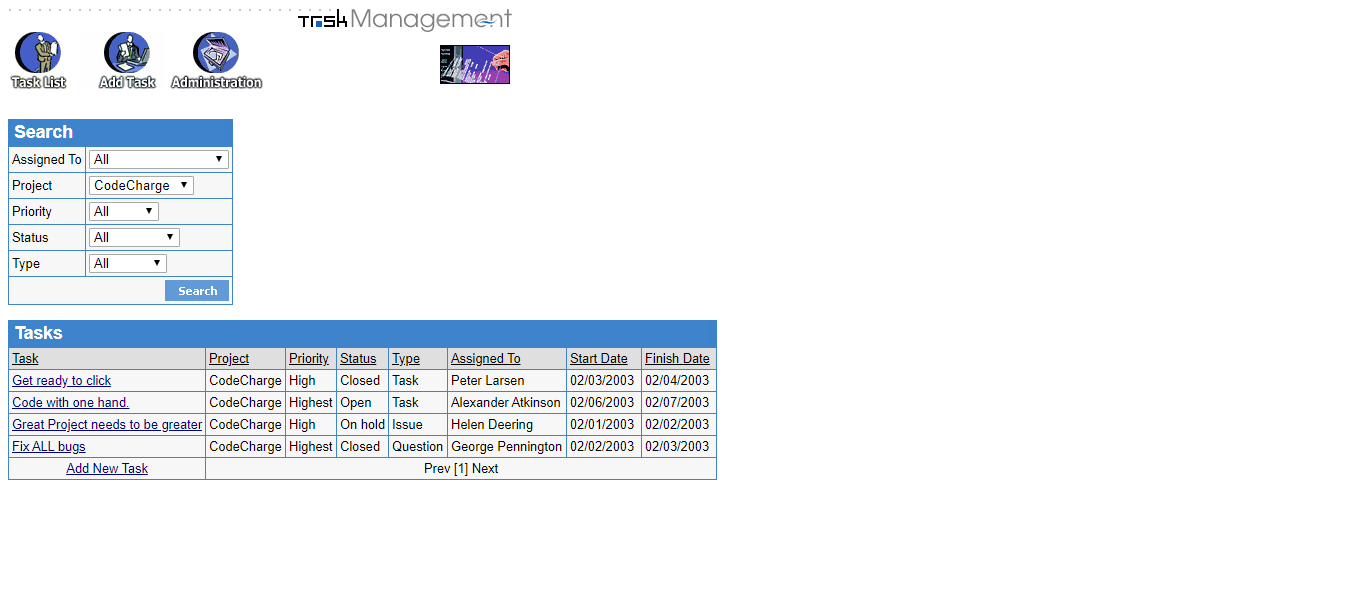 Task Management
Task List Add Task Administration
Search
Assigned To All
Project CodeCharge
Priority All
Status All
Type All
Search
Tasks
Task Project Priority Status Type Assigned To Start Date Finish Date
Get ready to click CodeCharge High Closed Task Peter Larsen 02/03/2003 02/04/2003
Code with one hand. CodeCharge Highest Open Task Alexander Atkinson 02/06/2003 02/07/2003
Great Project needs to be greater CodeCharge High On hold Issue Helen Deering 02/01/2003 02/02/2003
Fix ALL bugs CodeCharge Highest Closed Question George Pennington 02/02/2003 02/03/2003
Add New Task Prev [1] Next